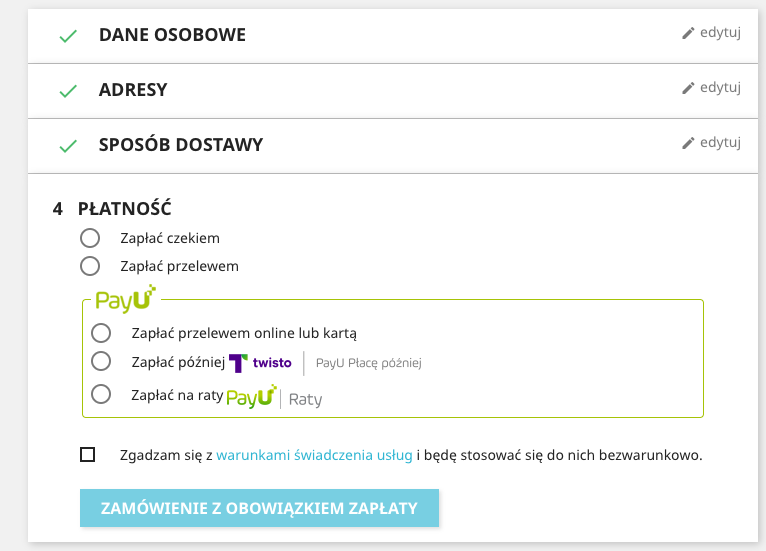 DANE OSOBOWE edytuj
ADRESY edytuj
SPOSÓB DOSTAWY edytuj
4 PŁATNOŚĆ
Zapłać czekiem
Zapłać przelewem
PayU
Zapłać przelewem online lub kartą
Zapłać później twisto PayU Płacę później
Zapłać na raty PayU Raty
Zgadzam się z warunkami świadczenia usług i będę stosować się do nich bezwarunkowo.
ZAMÓWIENIE Z OBOWIĄZKIEM ZAPŁATY